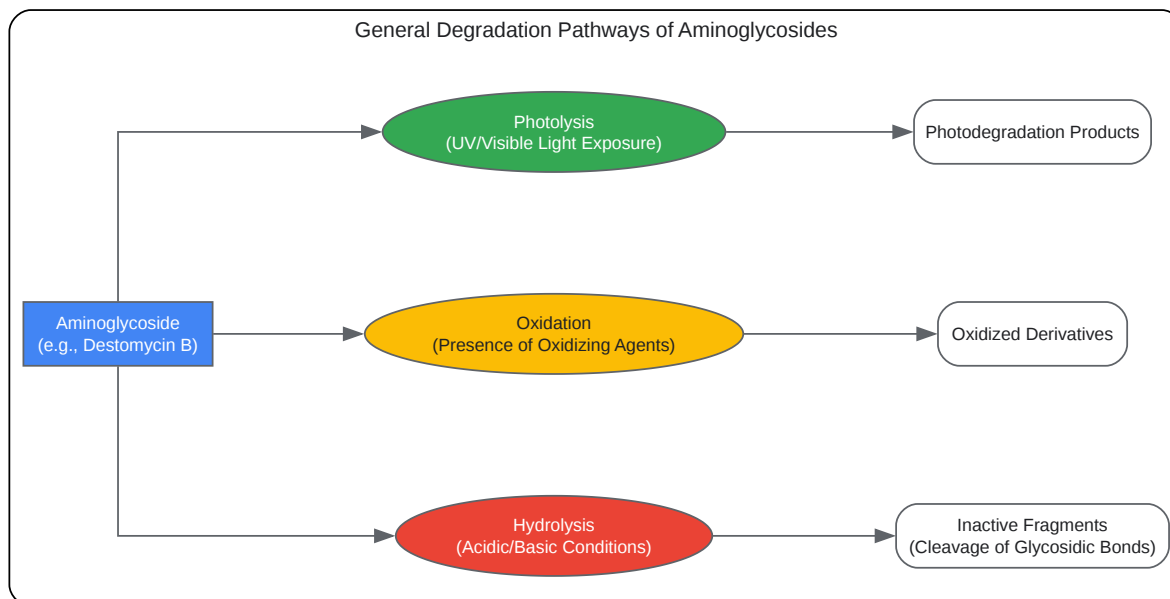 General Degradation Pathways of Aminoglycosides
Photolysis
(UV/Visible Light Exposure)
Photodegradation Products
Aminoglycoside
(e.g., Destomycin B)
Oxidation
(Presence of Oxidizing Agents)
Oxidized Derivatives
Hydrolysis
(Acidic/Basic Conditions)
Inactive Fragments
(Cleavage of Glycosidic Bonds)